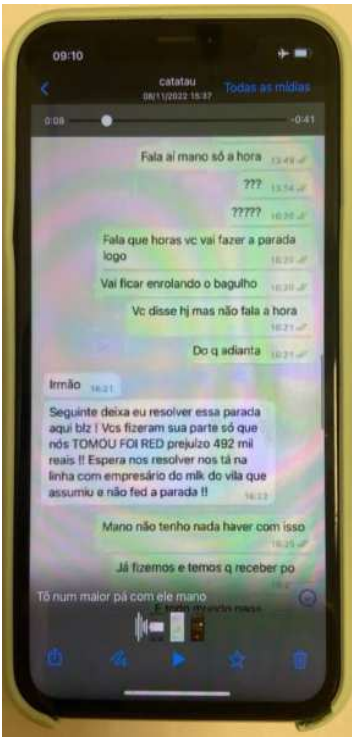 09:10
catatau
08/11/2022 15:37
Todas as mídias
0:08
-0:41
Fala aí mano só a hora
13:49
???
13:54
?????
Fala que horas vc vai fazer a parada
logo
16:20
Vai ficar enrolando o bagulho
16:20
Vc disse hj mas não fala a hora
16:21
Do q adianta
16:21
Irmão
16:21
Seguinte deixa eu resolver essa parada
aqui blz ! Vcs fizeram sua parte só que
nós TOMOU FOI RED prejuízo 492 mil
reais !! Espera nos resolver nos tá na
linha com empresário do mlk do vila que
assumiu e não fed a parada !!
16:23
Mano não tenho nada haver com isso
16:25
Já fizemos e temos q receber po
Tô num maior pá com ele mano
E todo mundo